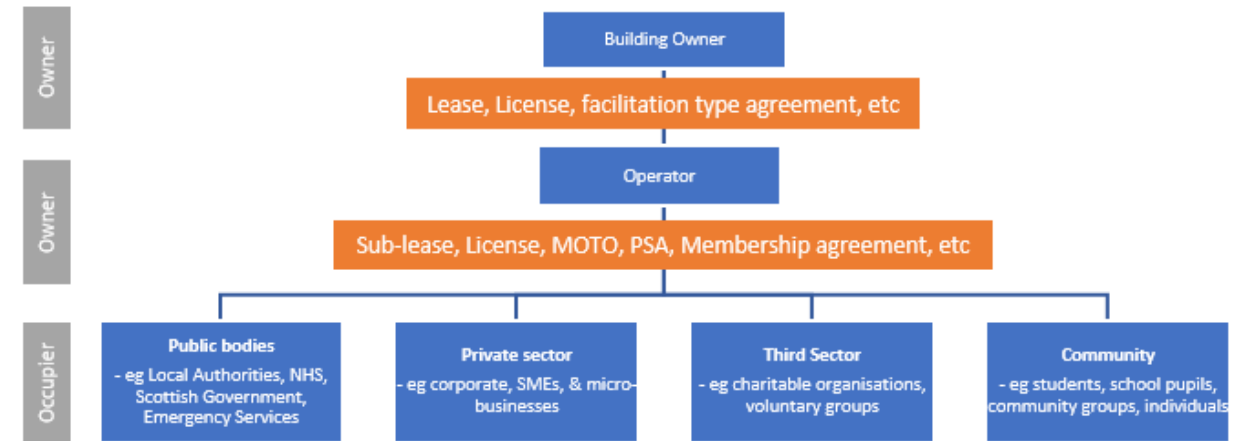 Owner
Building Owner
Lease, License, facilitation type agreement, etc
Owner
Operator
Sub-lease, License, MOTO, PSA, Membership agreement, etc
Occupier
Public bodies
- eg Local Authorities, NHS,
Scottish Government,
Emergency Services
Private sector
- eg corporate, SMEs, & micro-
businesses
Third Sector
- eg charitable organisations,
voluntary groups
Community
- eg students, school pupils,
community groups, individuals